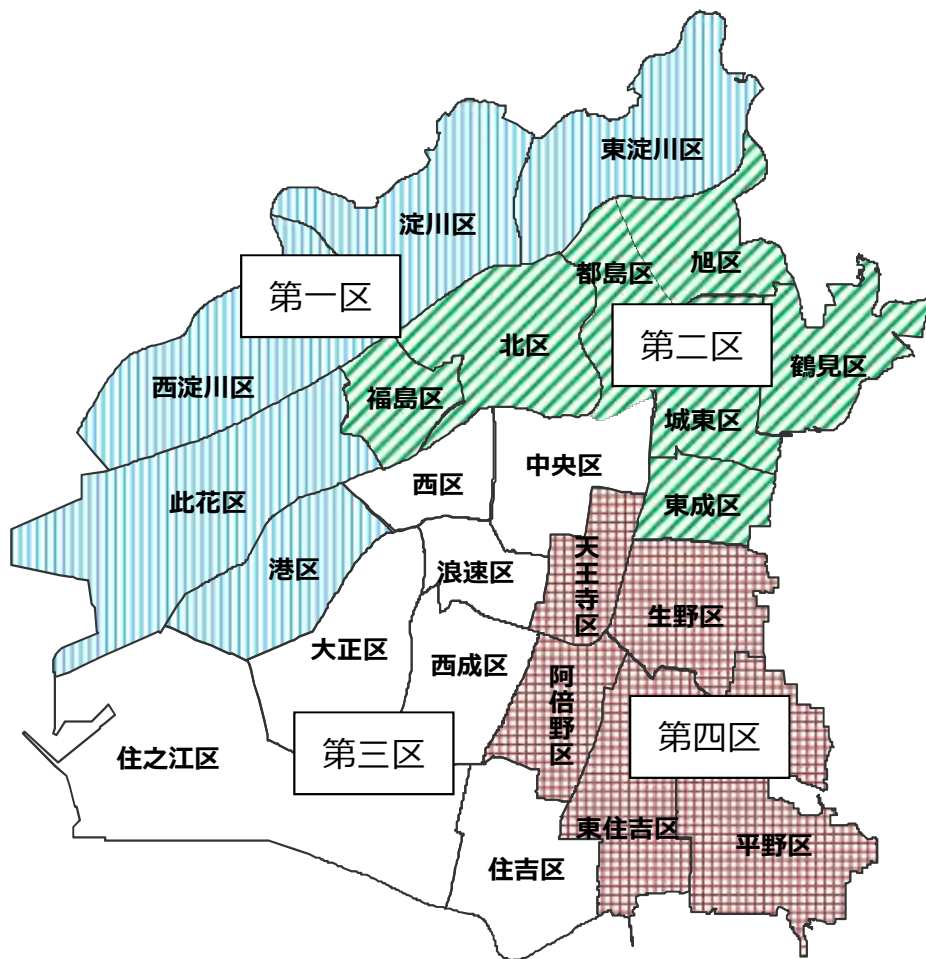 東淀川区
淀川区
都島区
旭区
第一区
北区
第二区
鶴見区
西淀川区
福島区
城東区
中央区
西区
東成区
此花区
天王寺区
港区
浪速区
生野区
大正区
西成区
阿倍野区
第三区
第四区
住之江区
東住吉区
平野区
住吉区